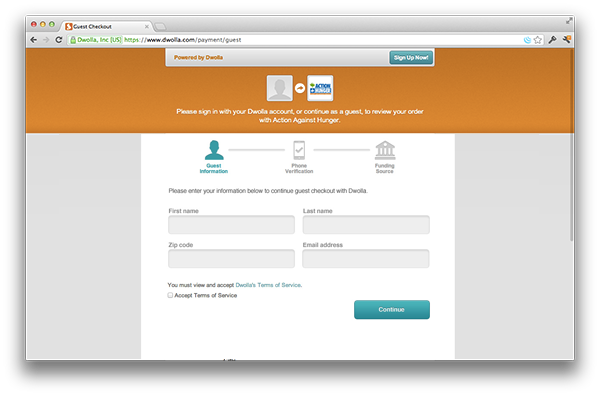 Guest Checkout
Dwolla, Inc [US] https://www.dwolla.com/payment/guest
Powered by Dwolla
Sign Up Now!
ACTION
HUNGER
Please sign in with your Dwolla account, or continue as a guest, to review your order
with Action Against Hunger.
Guest
Information
Phone
Verification
Funding
Source
Please enter your information below to continue guest checkout with Dwolla.
First name
Last name
Zip code
Email address
You must view and accept Dwolla's Terms of Service.
Accept Terms of Service
Continue